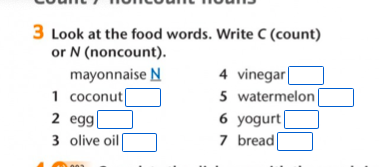 Count / noncount nouns
3 Look at the food words. Write C (count)
or N (noncount).
mayonnaise N
1 coconut
2 egg
3 olive oil
4 vinegar
5 watermelon
6 yogurt
7 bread